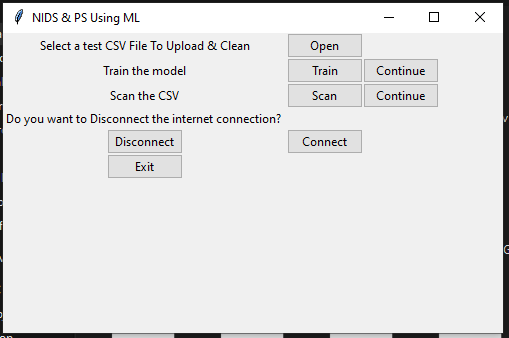 NIDS & PS Using ML
Select a test CSV File To Upload & Clean Open
Train the model Train Continue
Scan the CSV Scan Continue
Do you want to Disconnect the internet connection?
Disconnect Connect
Exit